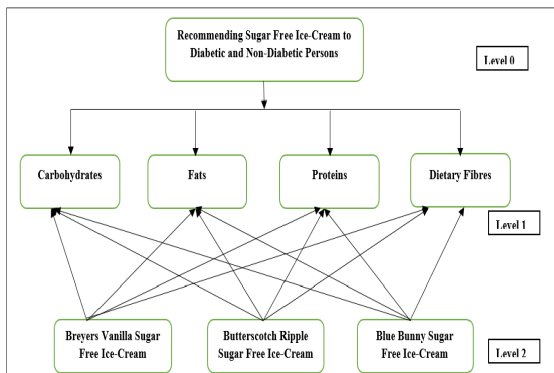 Recommending Sugar Free Ice-Cream to
Diabetic and Non-Diabetic Persons
Level 0
Carbohydrates
Fats
Proteins
Dietary Fibres
Level 1
Breyers Vanilla Sugar
Free Ice-Cream
Butterscotch Ripple
Sugar Free Ice-Cream
Blue Bunny Sugar
Free Ice-Cream
Level 2